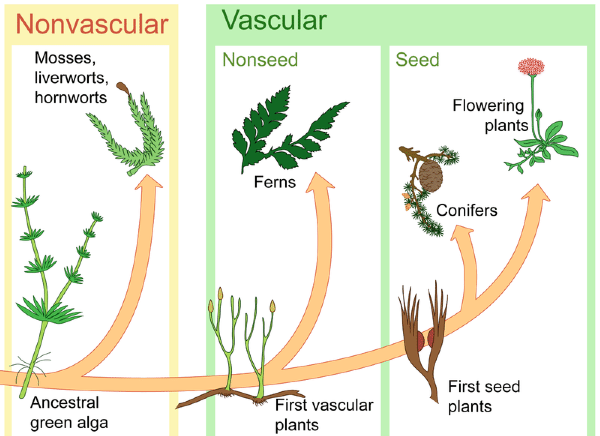 Nonvascular
Mosses,
liverworts,
hornworts
Ancestral
green alga
Vascular
Nonseed
Ferns
First vascular
plants
Seed
Flowering
plants
Conifers
First seed
plants